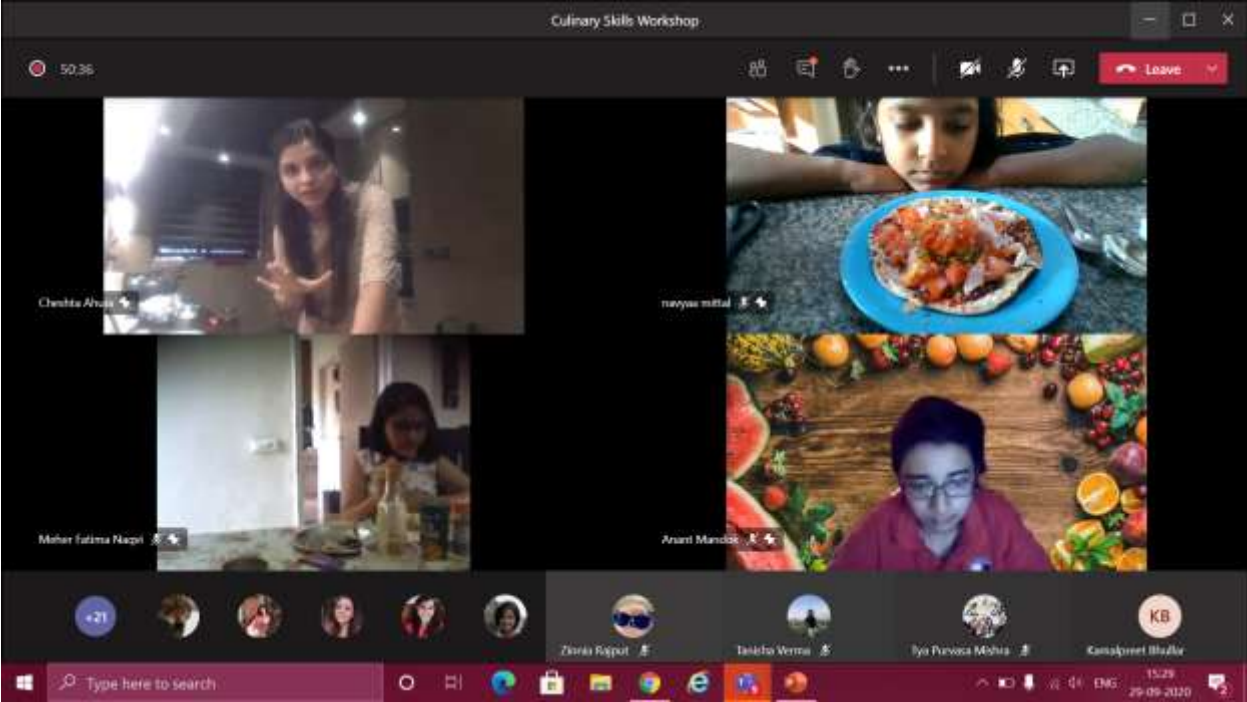 Culinary Skills Workshop
50:36
Leave
Cheshta Ahuja
navyaa mittal
Meher Fatima Naqvi
Anant Mandok
+21
Zinnia Rajput
Tanisha Verma
Iya Purvasa Mishra
KB
Kamalpreet Bhullar
Type here to search
ENG
15:29
29-09-2020